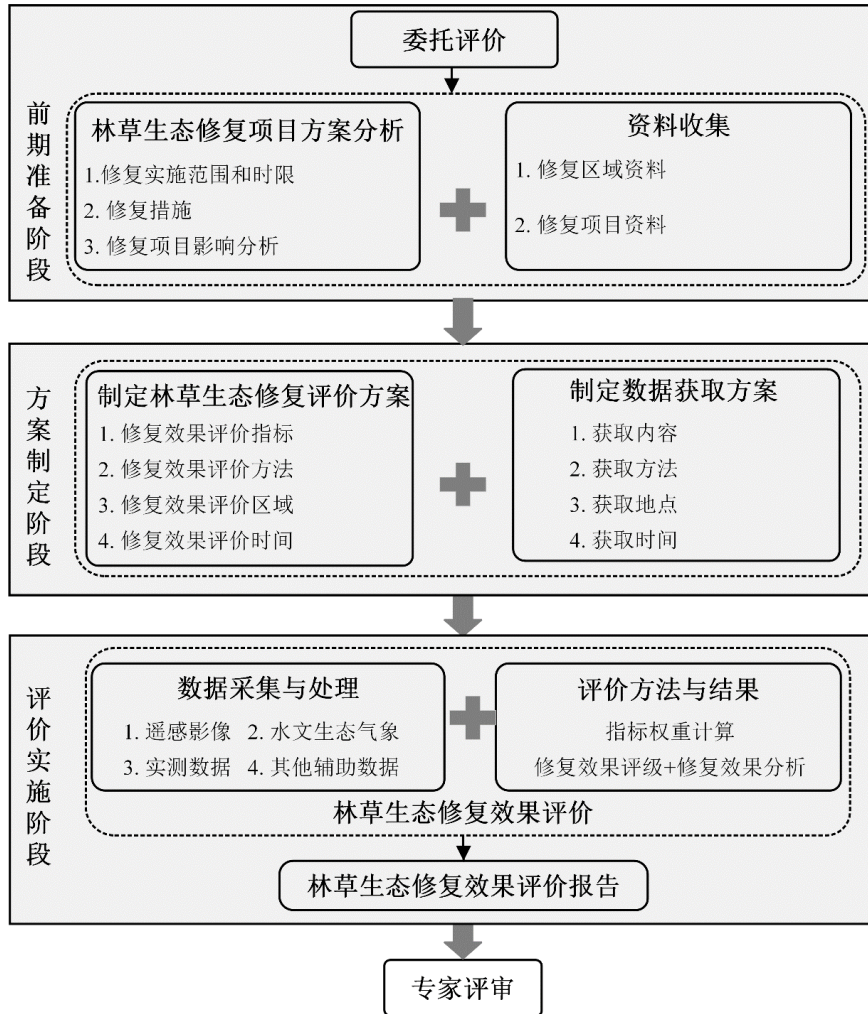 委托评价
前期准备阶段
林草生态修复项目方案分析
1.修复实施范围和时限
2. 修复措施
3. 修复项目影响分析
资料收集
1. 修复区域资料
2. 修复项目资料
方案制定阶段
制定林草生态修复评价方案
1. 修复效果评价指标
2. 修复效果评价方法
3. 修复效果评价区域
4. 修复效果评价时间
制定数据获取方案
1. 获取内容
2. 获取方法
3. 获取地点
4. 获取时间
评价实施阶段
数据采集与处理
1. 遥感影像 2. 水文生态气象
3. 实测数据 4. 其他辅助数据
评价方法与结果
指标权重计算
修复效果评级+修复效果分析
林草生态修复效果评价
林草生态修复效果评价报告
专家评审